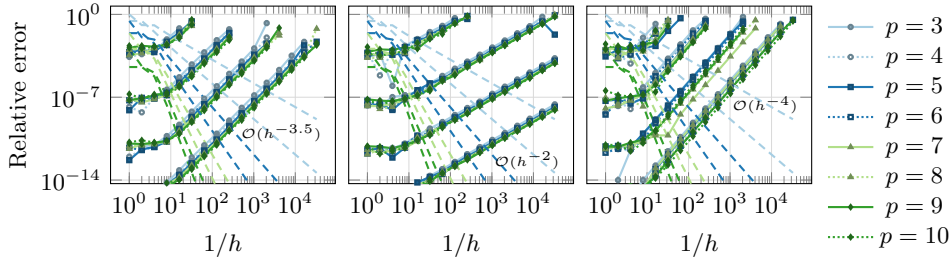 Relative error
10^0
10^−7
10^−14
O(h^−3.5)
10^0 10^1 10^2 10^3 10^4
1/h
O(h^−2)
10^0 10^1 10^2 10^3 10^4
1/h
O(h^−4)
10^0 10^1 10^2 10^3 10^4
1/h
p = 3
p = 4
p = 5
p = 6
p = 7
p = 8
p = 9
p = 10